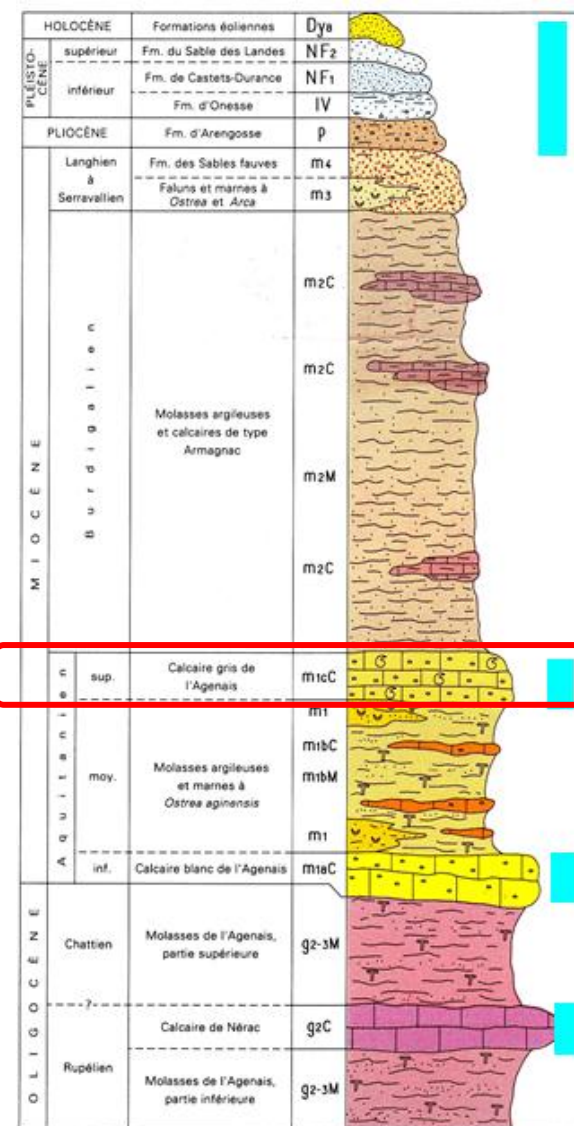 HOLOCÈNE Formations éoliennes Dya
PLÉISTO-
CÈNE
supérieur Fm. du Sable des Landes NF2
inférieur Fm. de Castets-Durance NF1
Fm. d'Onesse IV
PLIOCÈNE Fm. d'Arengosse p
MIOCÈNE
Langhien
à
Serravallien
Fm. des Sables fauves m4
Faluns et marnes à
Ostrea et Arca
m3
Burdigalien
m2C
m2C
Molasses argileuses
et calcaires de type
Armagnac
m2M
m2C
Aquitanien
sup. Calcaire gris de
l'Agenais
m1cC
m1
m1bC
moy. Molasses argileuses
et marnes à
Ostrea aginensis
m1bM
m1
inf. Calcaire blanc de l'Agenais m1aC
OLIGOCÈNE
Chattien Molasses de l'Agenais,
partie supérieure
g2-3M
?
Calcaire de Nérac g2C
Rupélien
Molasses de l'Agenais,
partie inférieure
g2-3M